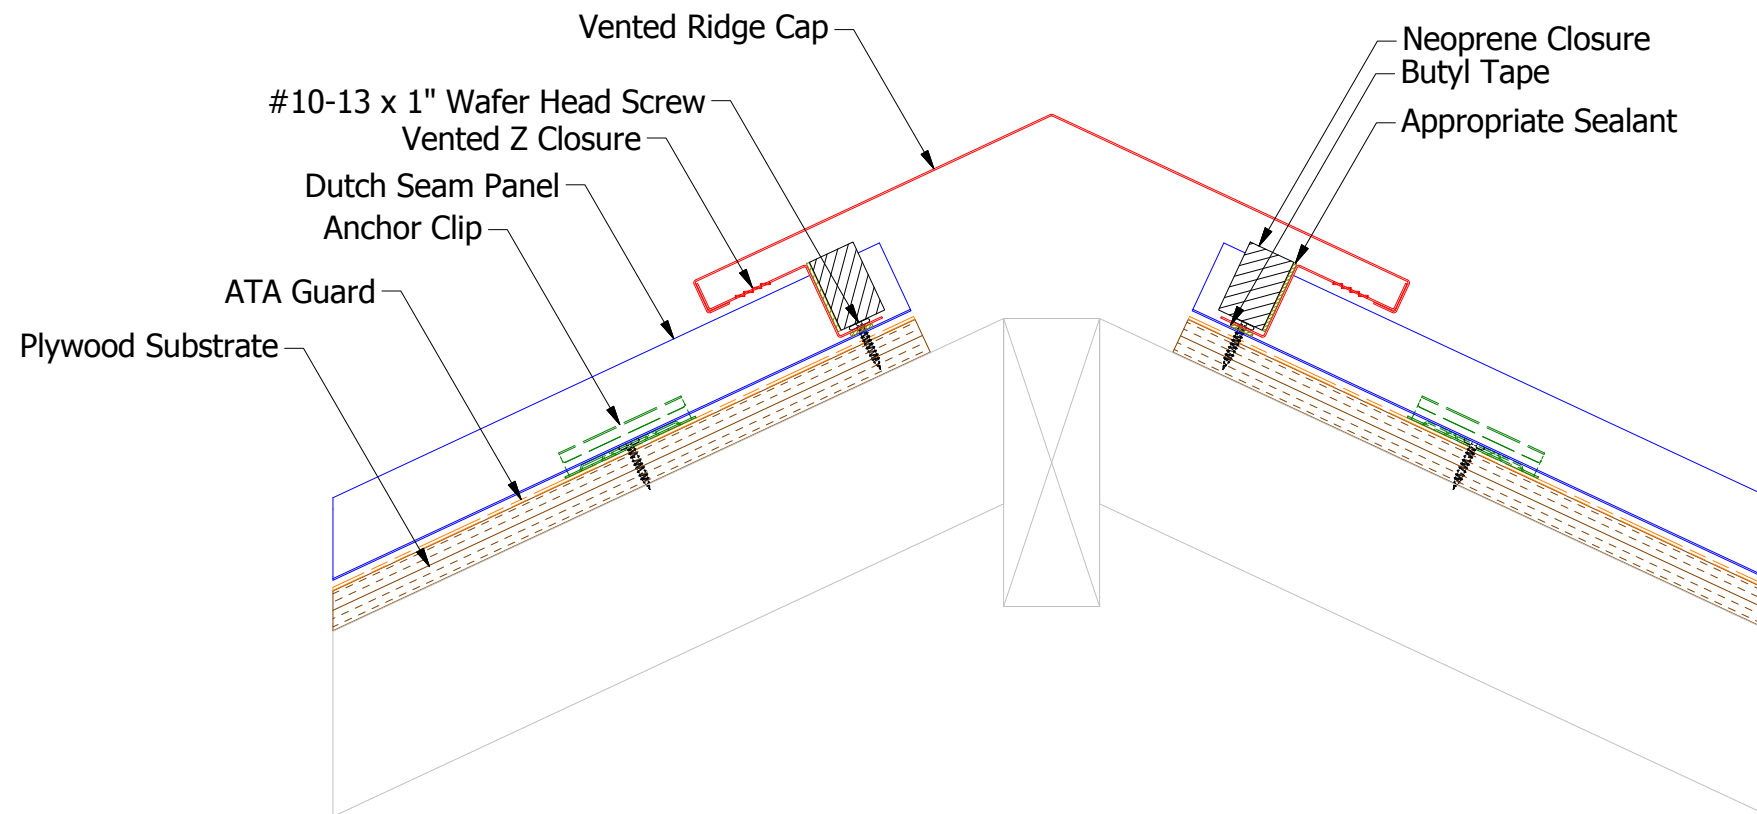 Vented Ridge Cap
#10-13 x 1" Wafer Head Screw
Vented Z Closure
Dutch Seam Panel
Anchor Clip
ATA Guard
Plywood Substrate
Neoprene Closure
Butyl Tape
Appropriate Sealant